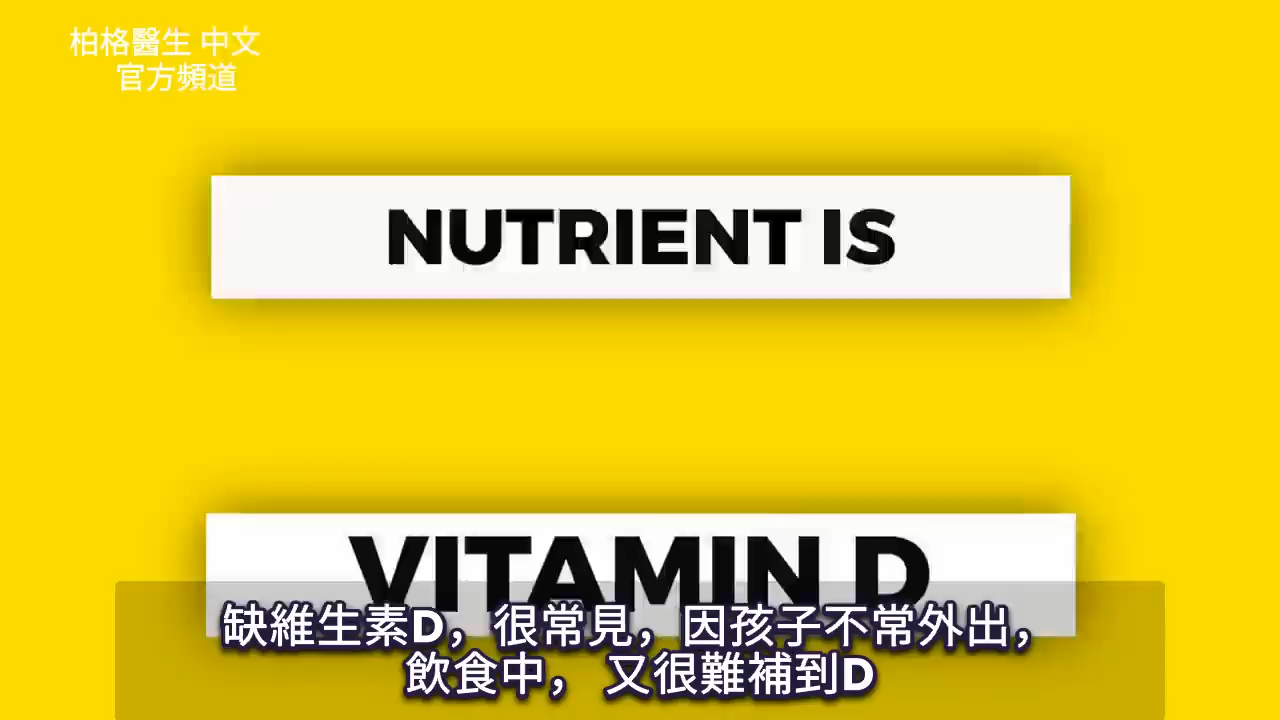 柏格醫生 中文
官方頻道
NUTRIENT IS
VITAMIN D
缺維生素D，很常見，因孩子不常外出，
飲食中， 又很難補到D